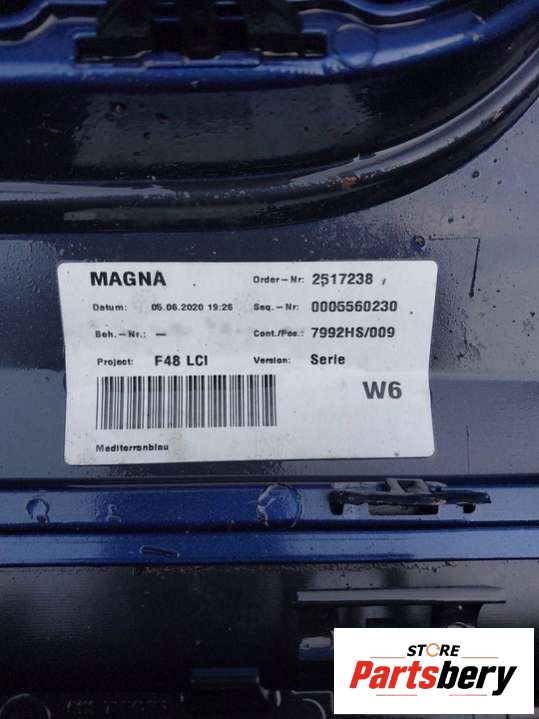 MAGNA Order-Nr: 2517238
Datum: 05.06.2020 19:26 Seq.-Nr: 0005560230
Beh.-Nr.: — Cont./Pos.: 7992HS/009
Project: F48 LCI Version: Serie
W6
Mediterranblau
STORE
Partsbery